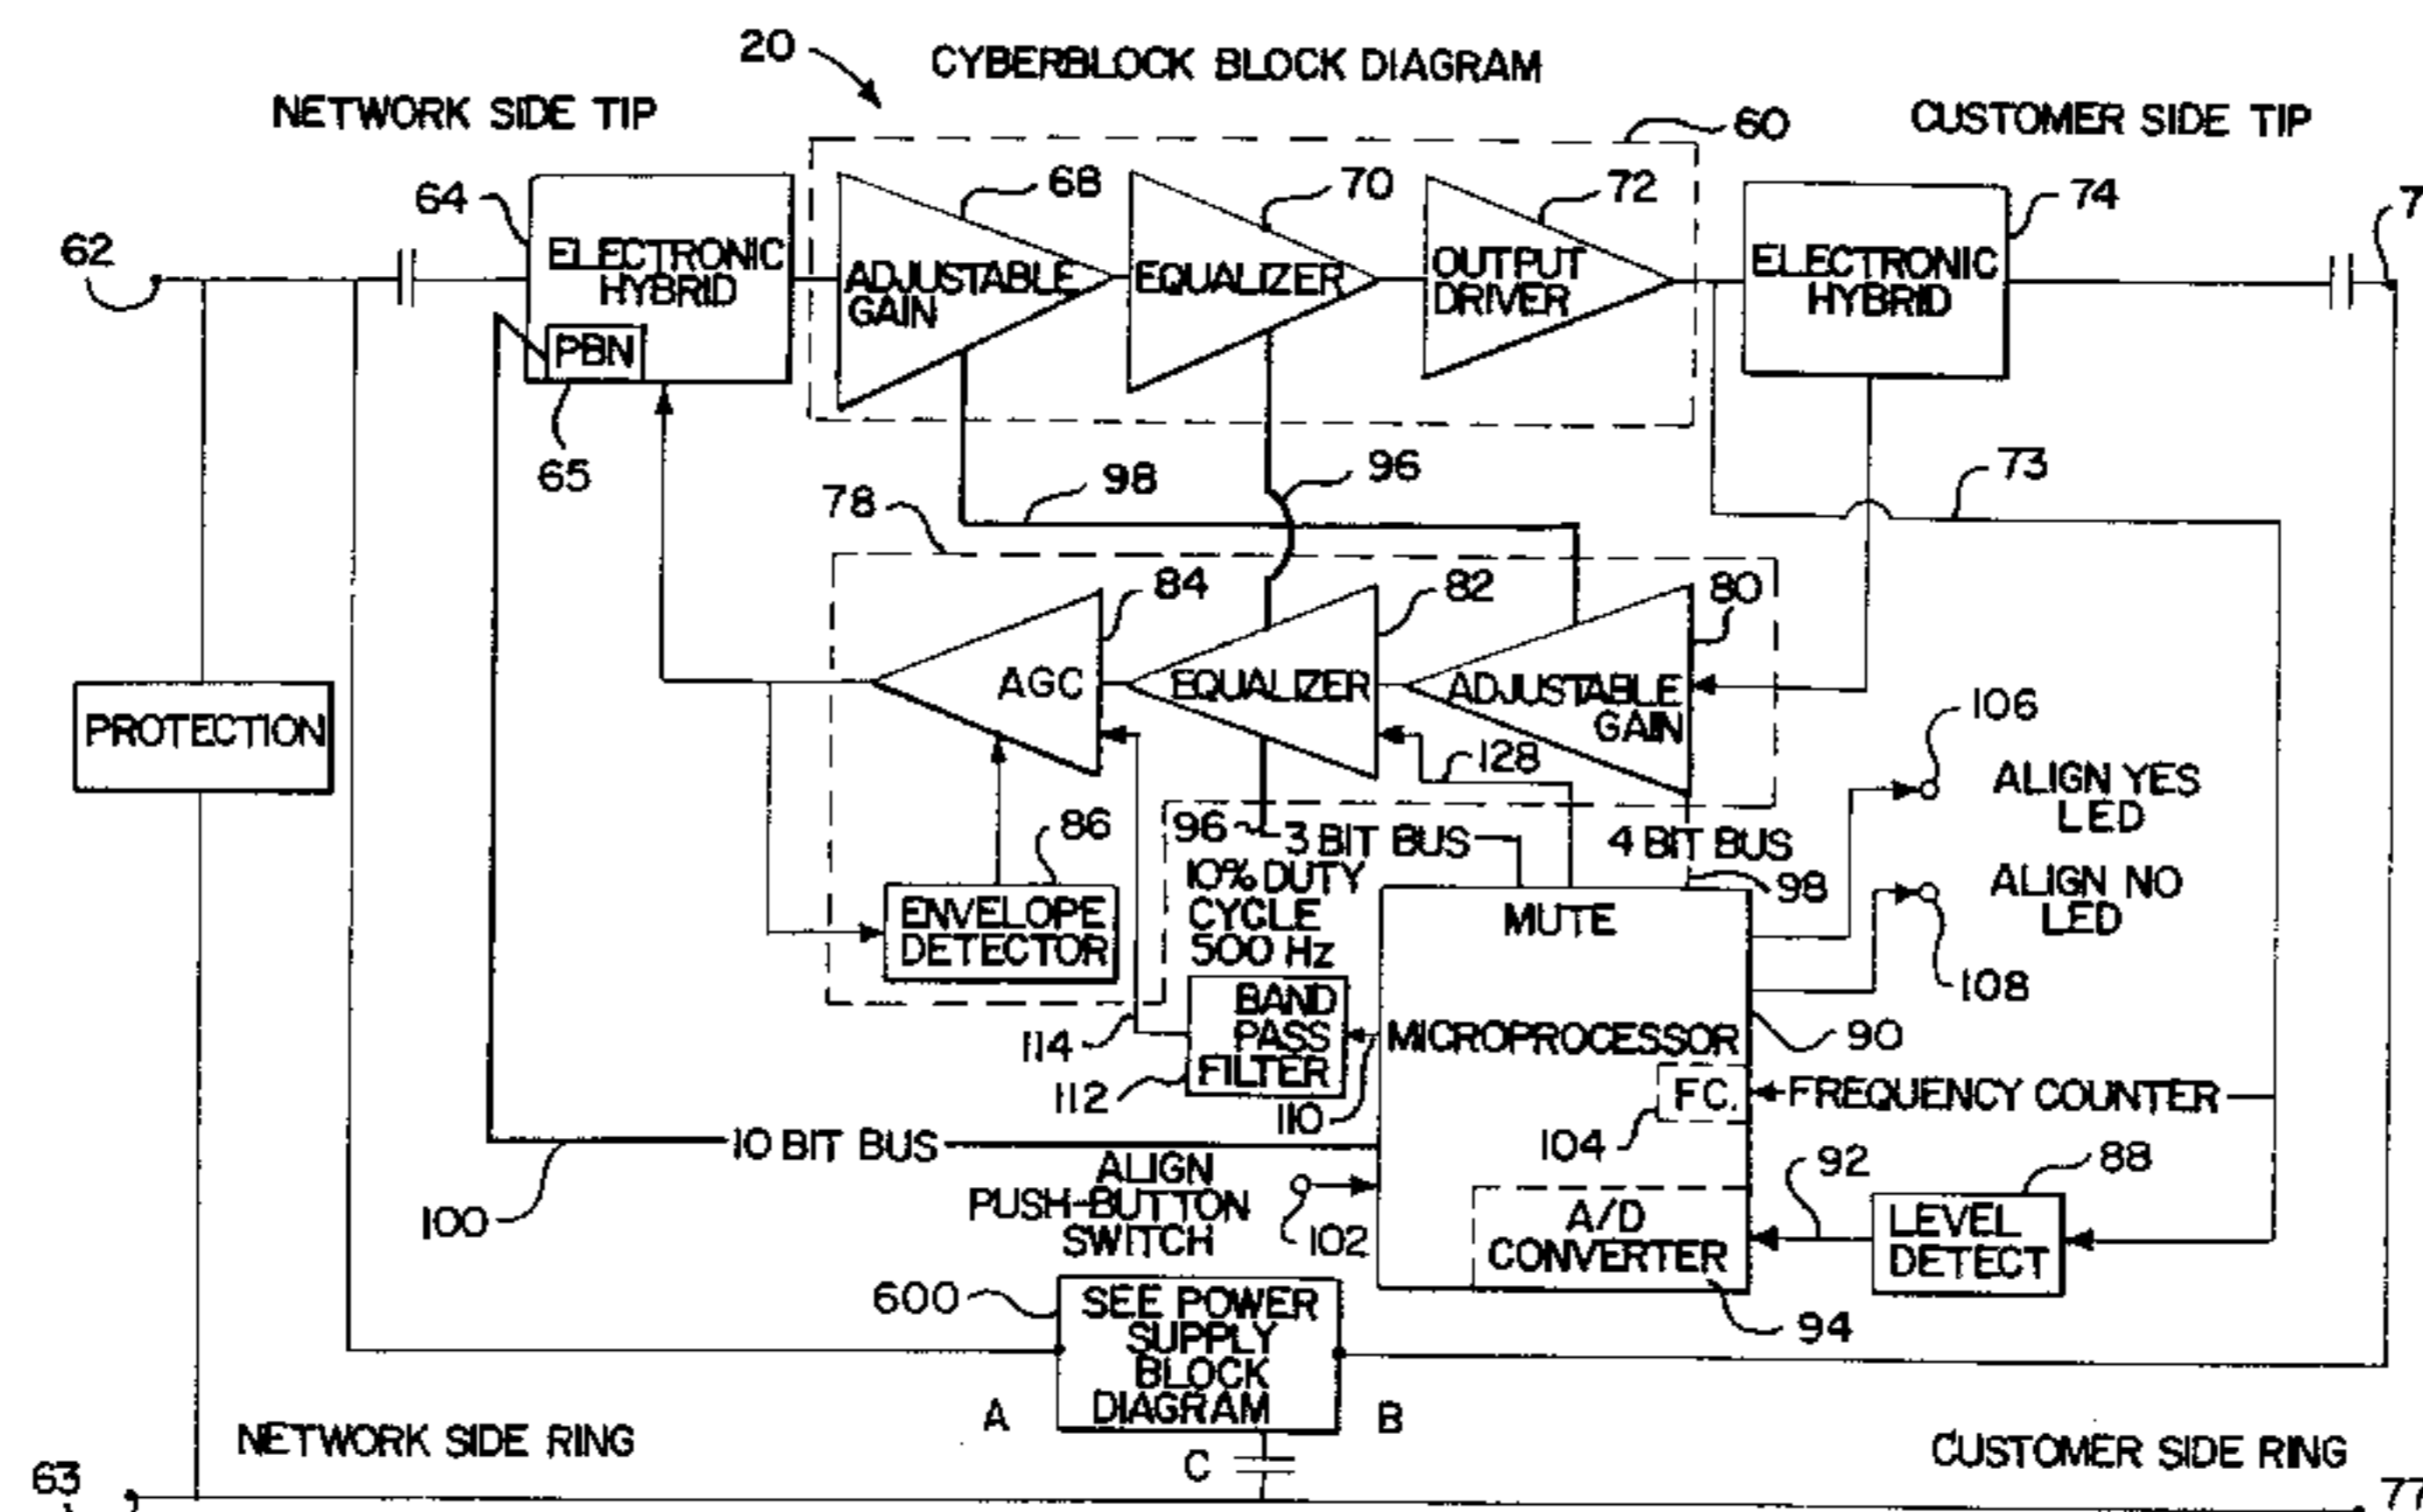 20
CYBERBLOCK BLOCK DIAGRAM
NETWORK SIDE TIP
60
CUSTOMER SIDE TIP
64
68
70
72
74
7
62
ELECTRONIC
HYBRID
ADJUSTABLE
GAIN
EQUALIZER
OUTPUT
DRIVER
ELECTRONIC
HYBRID
PBN
65
98
96
73
78
84
82
80
AGC
EQUALIZER
ADJUSTABLE
GAIN
PROTECTION
128
106
ALIGN YES
LED
86
96
3 BIT BUS
4 BIT BUS
98
ALIGN NO
LED
10% DUTY
CYCLE
500 Hz
ENVELOPE
DETECTOR
MUTE
108
BAND
PASS
FILTER
114
112
110
MICROPROCESSOR
90
F.C.
FREQUENCY COUNTER
104
10 BIT BUS
100
ALIGN
PUSH-BUTTON
SWITCH
102
92
88
A/D
CONVERTER
LEVEL
DETECT
94
600
SEE POWER
SUPPLY
BLOCK
DIAGRAM
A
B
C
NETWORK SIDE RING
CUSTOMER SIDE RING
63
77